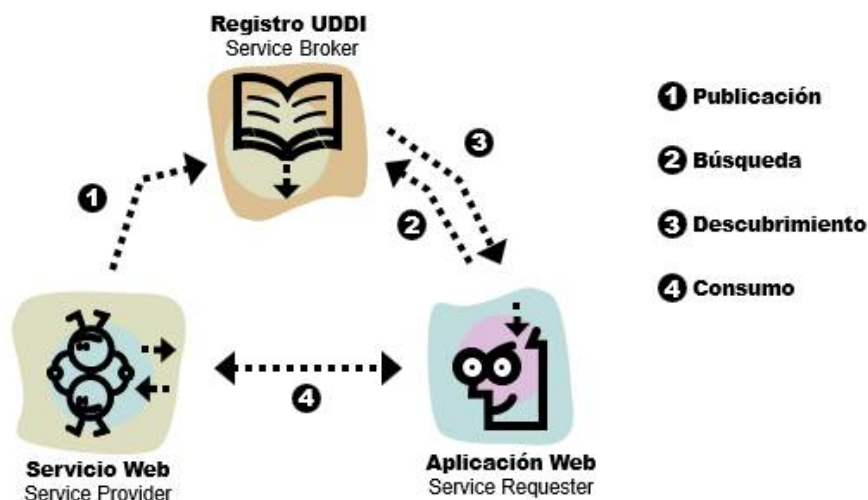 Registro UDDI
Service Broker
1 Publicación
3
2 Búsqueda
1
2
3 Descubrimiento
4 Consumo
4
Servicio Web
Service Provider
Aplicación Web
Service Requester